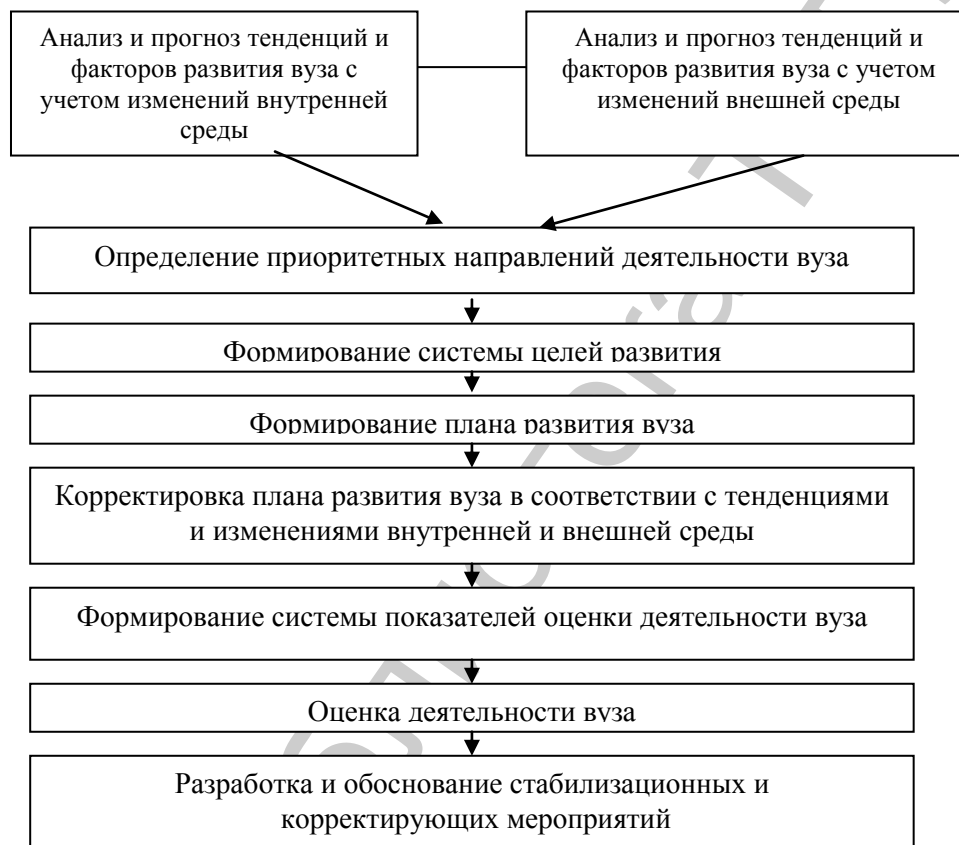 Анализ и прогноз тенденций и
факторов развития вуза с
учетом изменений внутренней
среды
Анализ и прогноз тенденций и
факторов развития вуза с учетом
изменений внешней среды
Определение приоритетных направлений деятельности вуза
Формирование системы целей развития
Формирование плана развития вуза
Корректировка плана развития вуза в соответствии с тенденциями
и изменениями внутренней и внешней среды
Формирование системы показателей оценки деятельности вуза
Оценка деятельности вуза
Разработка и обоснование стабилизационных и
корректирующих мероприятий